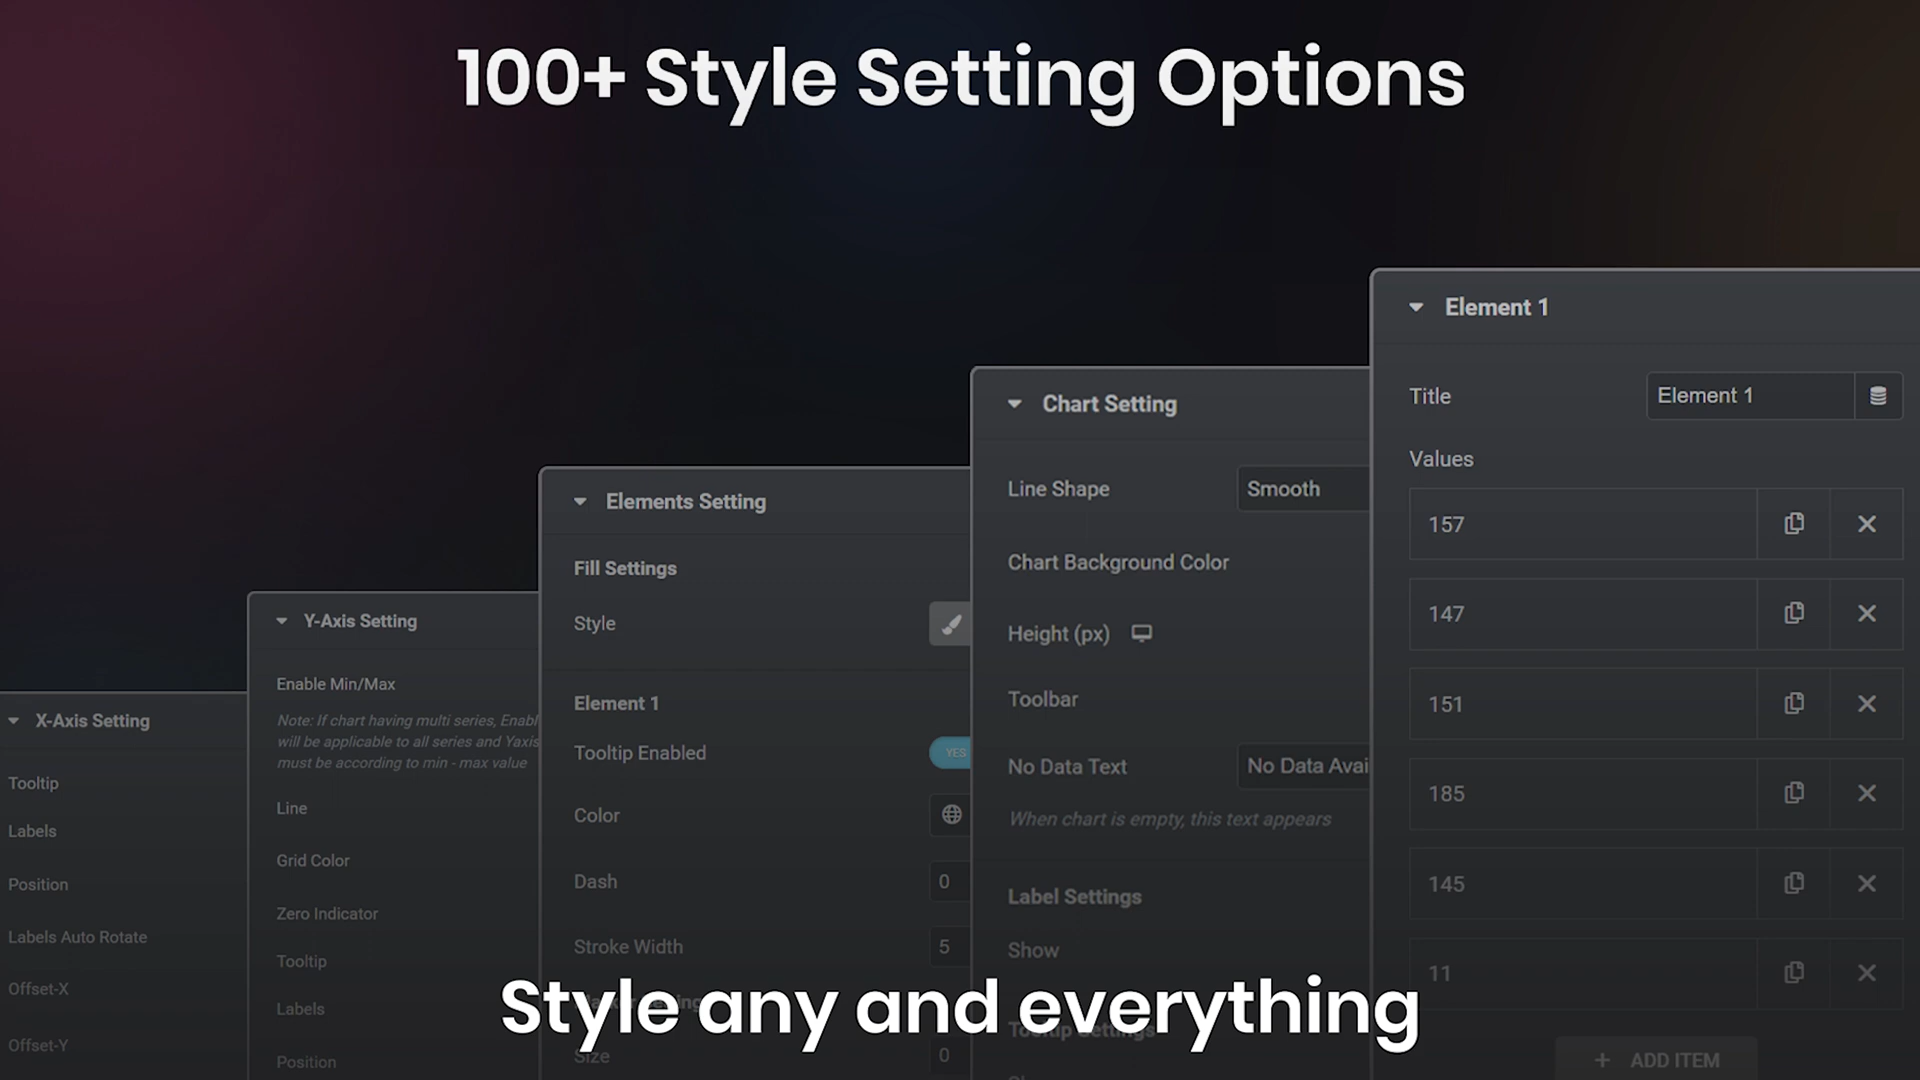 100+ Style Setting Options
Element 1
Title
Element 1
Values
157
147
151
185
145
11
+ ADD ITEM
Chart Setting
Line Shape
Smooth
Chart Background Color
Height (px)
Toolbar
No Data Text
No Data Avai
When chart is empty, this text appears
Label Settings
Show
Tooltip Settings
Elements Setting
Fill Settings
Style
Element 1
Tooltip Enabled
YES
Color
Dash
0
Stroke Width
5
Size
0
Y-Axis Setting
Enable Min/Max
Note: If chart having multi series, Enabl
will be applicable to all series and Yaxis
must be according to min - max value
Line
Grid Color
Zero Indicator
Tooltip
Labels
Position
X-Axis Setting
Tooltip
Labels
Position
Labels Auto Rotate
Offset-X
Offset-Y
Style any and everything